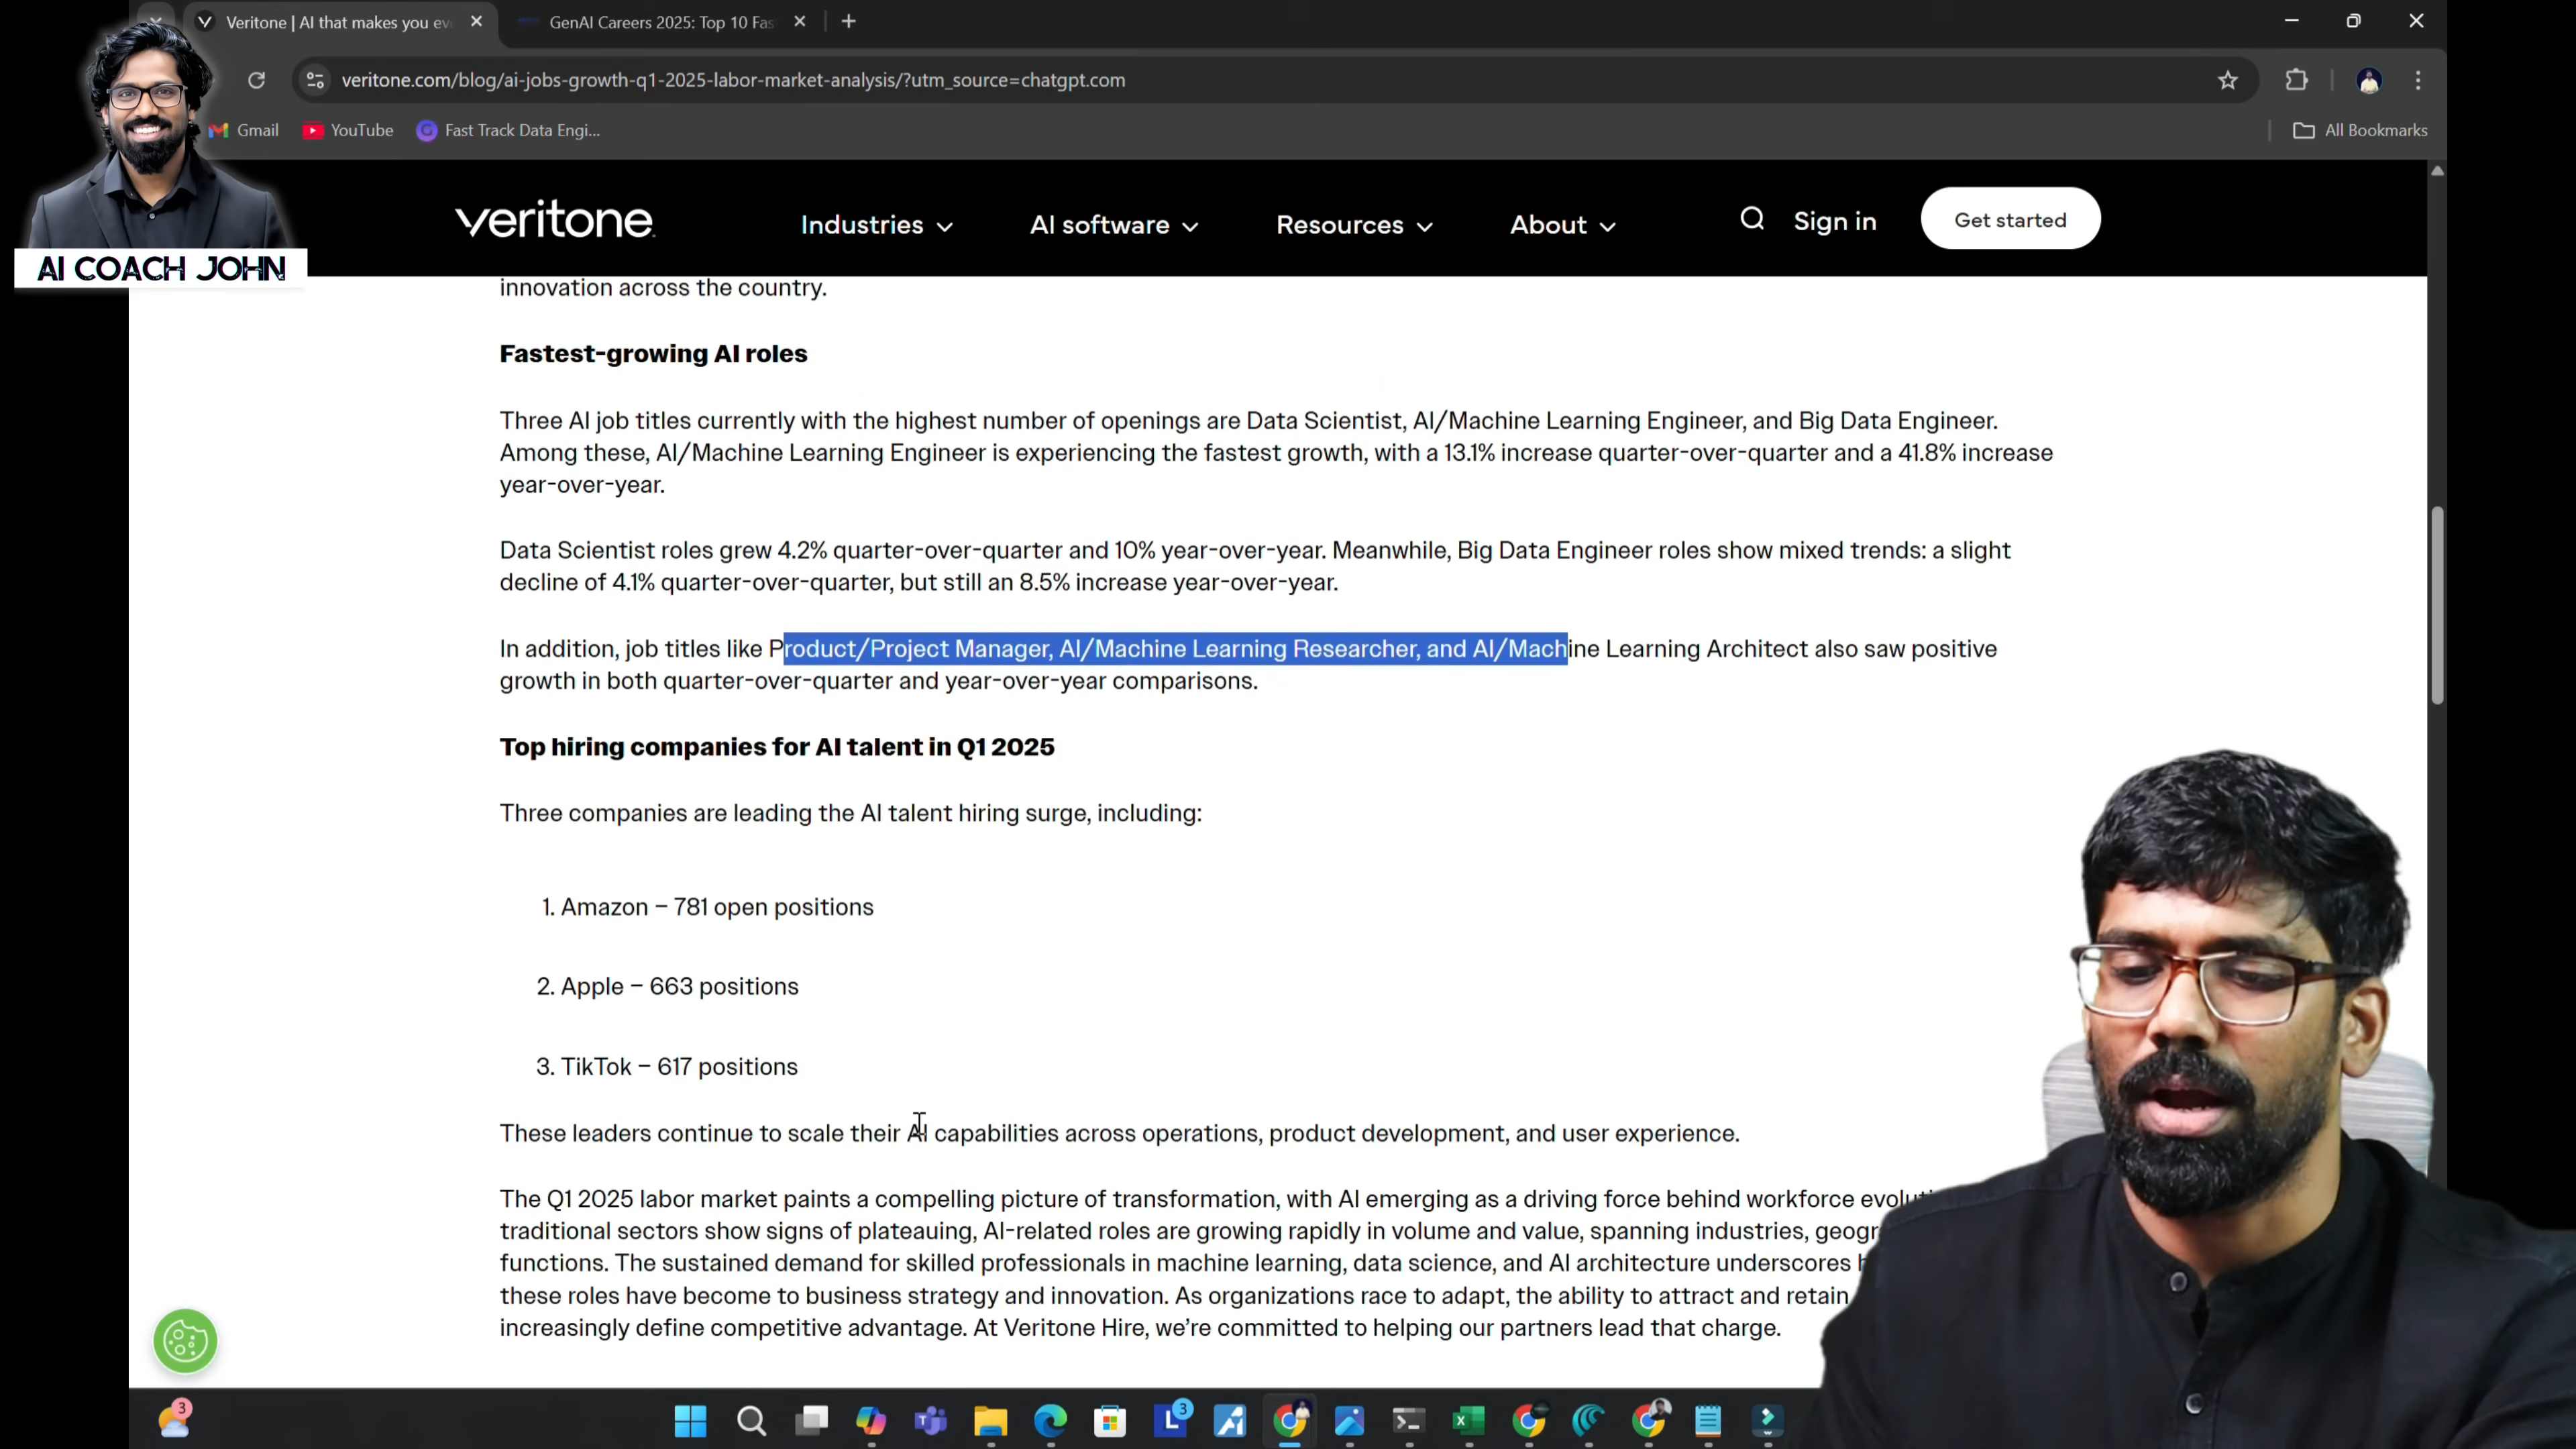 Veritone | AI that makes you eve
GenAI Careers 2025: Top 10 Fas
veritone.com/blog/ai-jobs-growth-q1-2025-labor-market-analysis/?utm_source=chatgpt.com
Gmail
YouTube
Fast Track Data Engi...
All Bookmarks
AI COACH JOHN
veritone
Industries
AI software
Resources
About
Sign in
Get started
innovation across the country.
Fastest-growing AI roles
Three AI job titles currently with the highest number of openings are Data Scientist, AI/Machine Learning Engineer, and Big Data Engineer.
Among these, AI/Machine Learning Engineer is experiencing the fastest growth, with a 13.1% increase quarter-over-quarter and a 41.8% increase
year-over-year.
Data Scientist roles grew 4.2% quarter-over-quarter and 10% year-over-year. Meanwhile, Big Data Engineer roles show mixed trends: a slight
decline of 4.1% quarter-over-quarter, but still an 8.5% increase year-over-year.
In addition, job titles like Product/Project Manager, AI/Machine Learning Researcher, and AI/Machine Learning Architect also saw positive
growth in both quarter-over-quarter and year-over-year comparisons.
Top hiring companies for AI talent in Q1 2025
Three companies are leading the AI talent hiring surge, including:
1. Amazon – 781 open positions
2. Apple – 663 positions
3. TikTok – 617 positions
These leaders continue to scale their AI capabilities across operations, product development, and user experience.
The Q1 2025 labor market paints a compelling picture of transformation, with AI emerging as a driving force behind workforce
traditional sectors show signs of plateauing, AI-related roles are growing rapidly in volume and value, spanning industries,
functions. The sustained demand for skilled professionals in machine learning, data science, and AI architecture underscores
these roles have become to business strategy and innovation. As organizations race to adapt, the ability to attract and retain
increasingly define competitive advantage. At Veritone Hire, we're committed to helping our partners lead that charge.
3
3